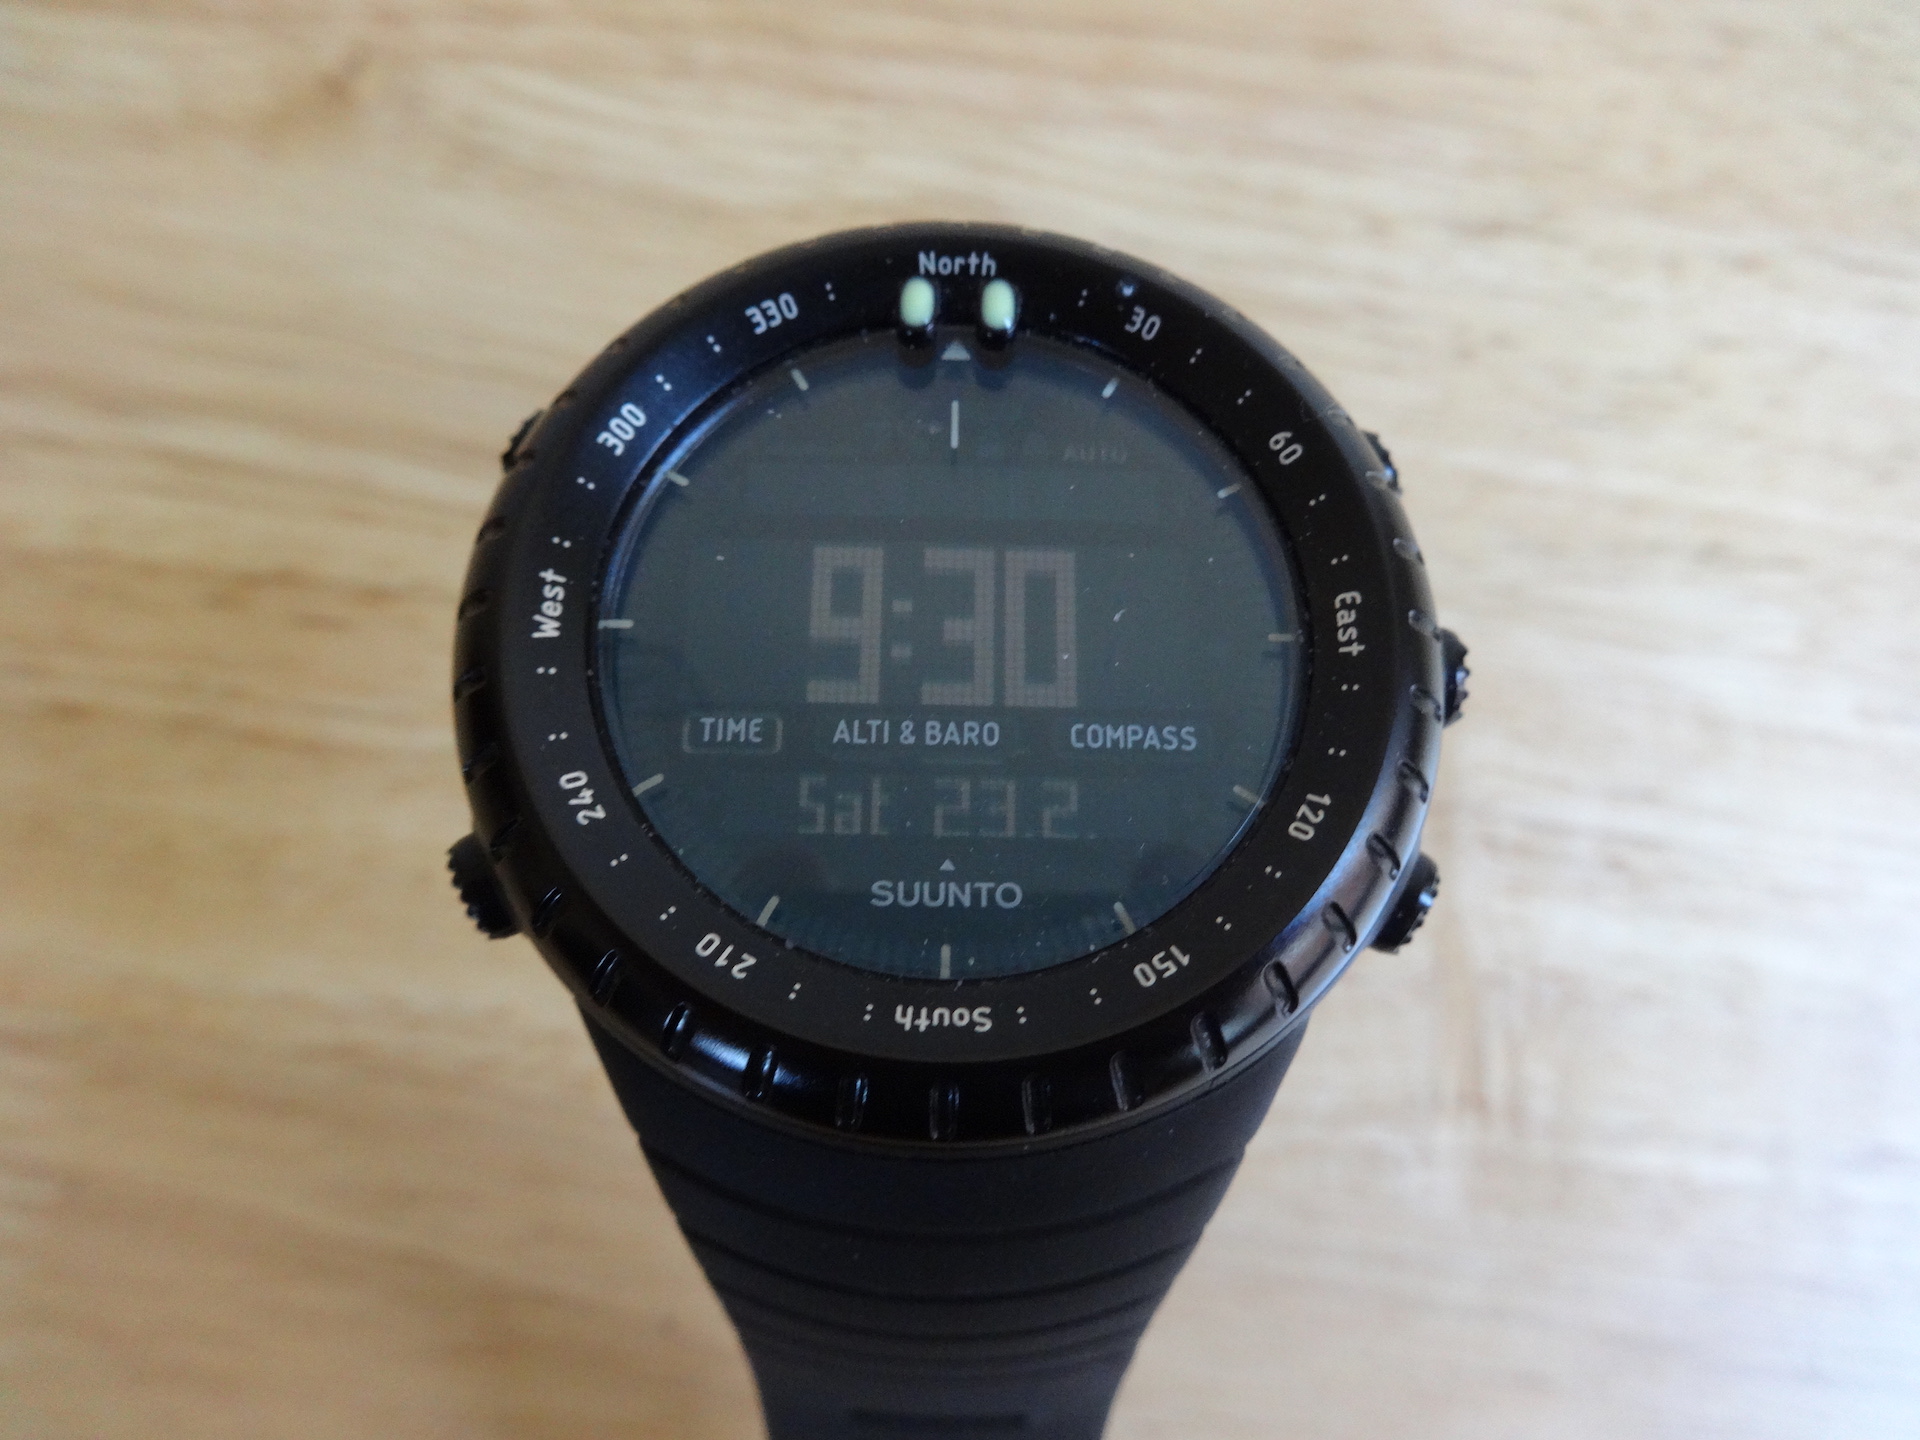 North
30
60
East
120
150
South
210
240
West
300
330
AUTO
9:30
TIME ALTI & BARO COMPASS
Sat 23.2.
SUUNTO